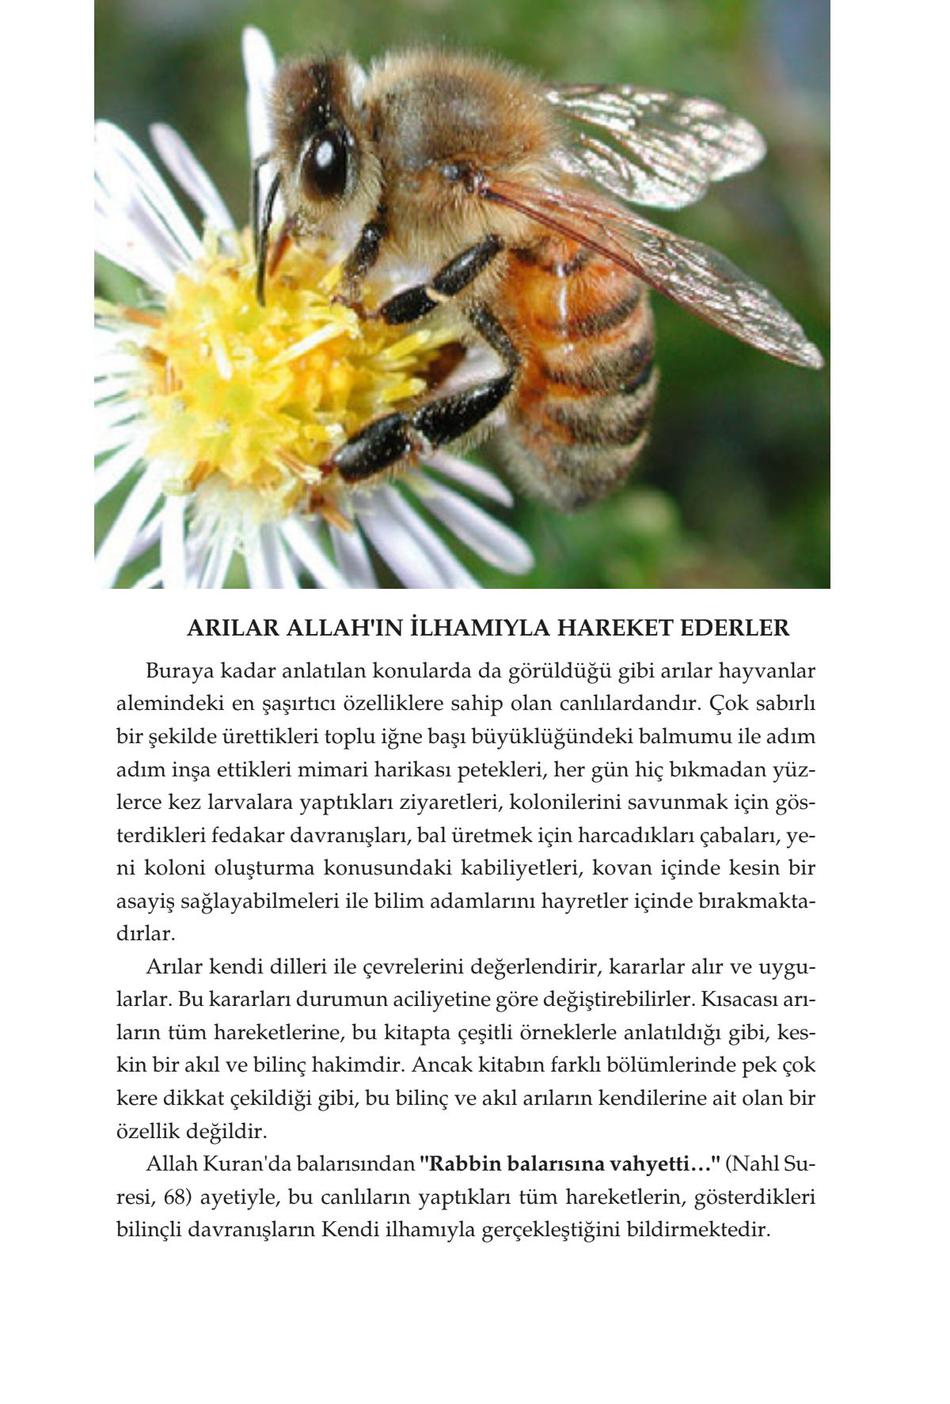 ARILAR ALLAH'IN İLHAMIYLA HAREKET EDERLER
Buraya kadar anlatılan konularda da görüldüğü gibi arılar hayvanlar
alemindeki en şaşırtıcı özelliklere sahip olan canlılardandır. Çok sabırlı
bir şekilde ürettikleri toplu iğne başı büyüklüğündeki balmumu ile adım
adım inşa ettikleri mimari harikası petekleri, her gün hiç bıkmadan yüz-
lerce kez larvalara yaptıkları ziyaretleri, kolonilerini savunmak için gös-
terdikleri fedakar davranışları, bal üretmek için harcadıkları çabaları, ye-
ni koloni oluşturma konusundaki kabiliyetleri, kovan içinde kesin bir
asayiş sağlayabilmeleri ile bilim adamlarını hayretler içinde bırakmakta-
dırlar.
Arılar kendi dilleri ile çevrelerini değerlendirir, kararlar alır ve uygu-
larlar. Bu kararları durumun aciliyetine göre değiştirebilirler. Kısacası arı-
ların tüm hareketlerine, bu kitapta çeşitli örneklerle anlatıldığı gibi, kes-
kin bir akıl ve bilinç hakimdir. Ancak kitabın farklı bölümlerinde pek çok
kere dikkat çekildiği gibi, bu bilinç ve akıl arıların kendilerine ait olan bir
özellik değildir.
Allah Kuran'da balarısından "Rabbin balarısına vahyetti..." (Nahl Su-
resi, 68) ayetiyle, bu canlıların yaptıkları tüm hareketlerin, gösterdikleri
bilinçli davranışların Kendi ilhamıyla gerçekleştiğini bildirmektedir.